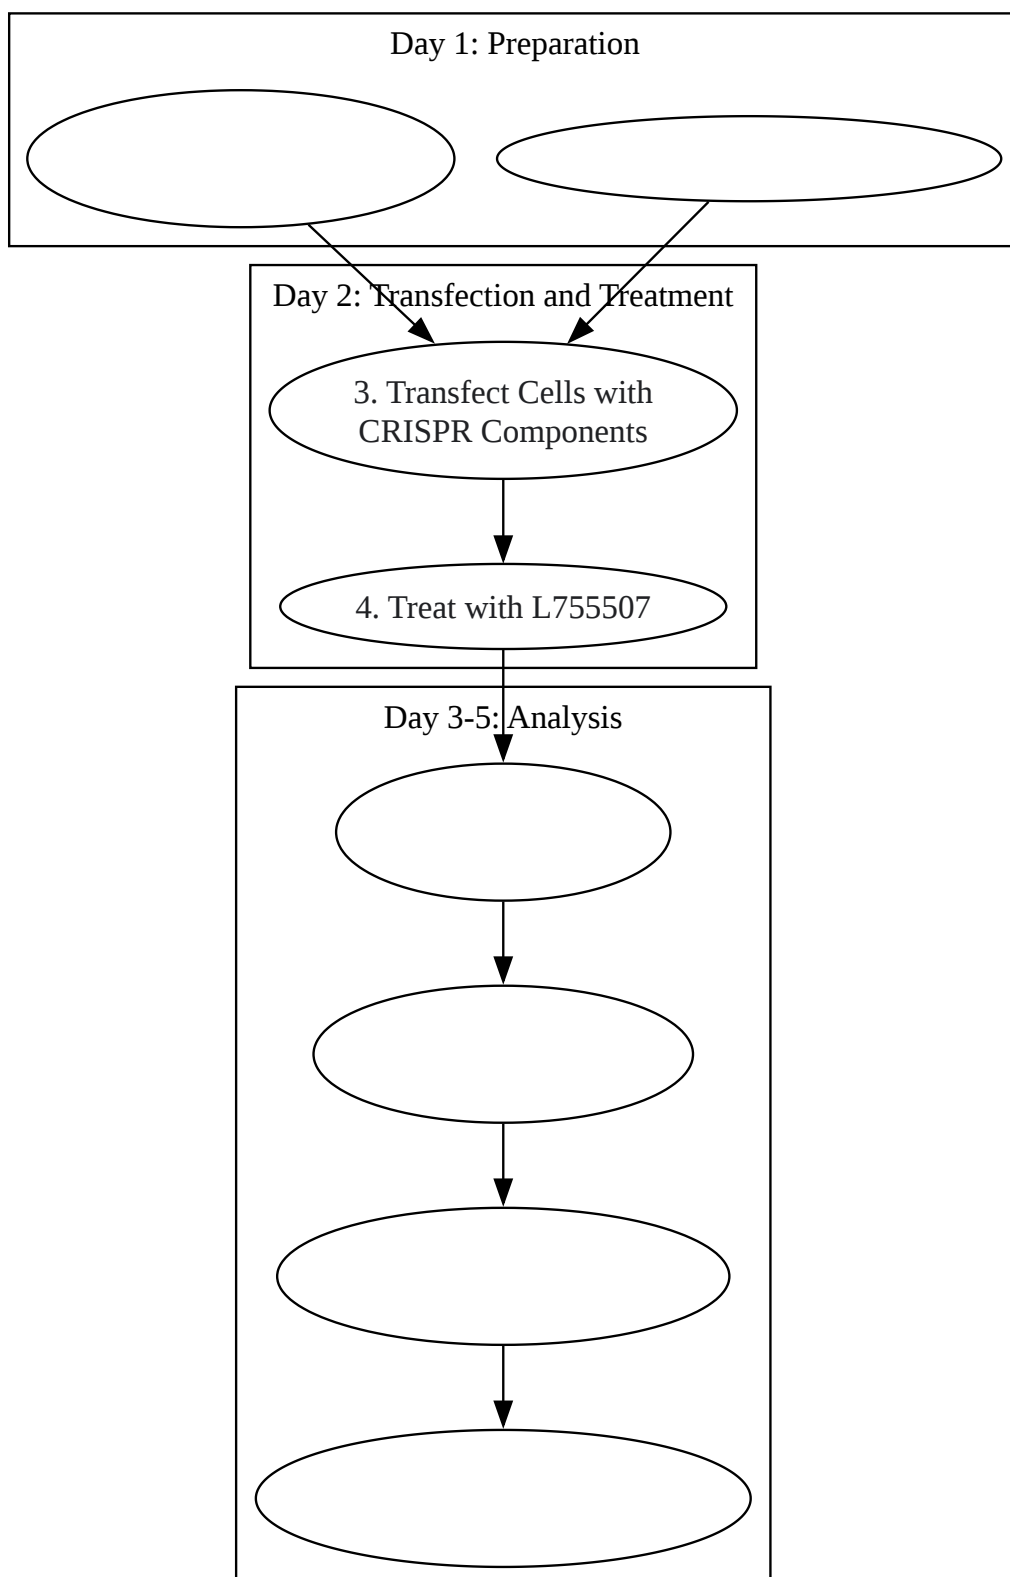 Day 1: Preparation
Day 2: Transfection and Treatment
3. Transfect Cells with
CRISPR Components
4. Treat with L755507
Day 3-5: Analysis